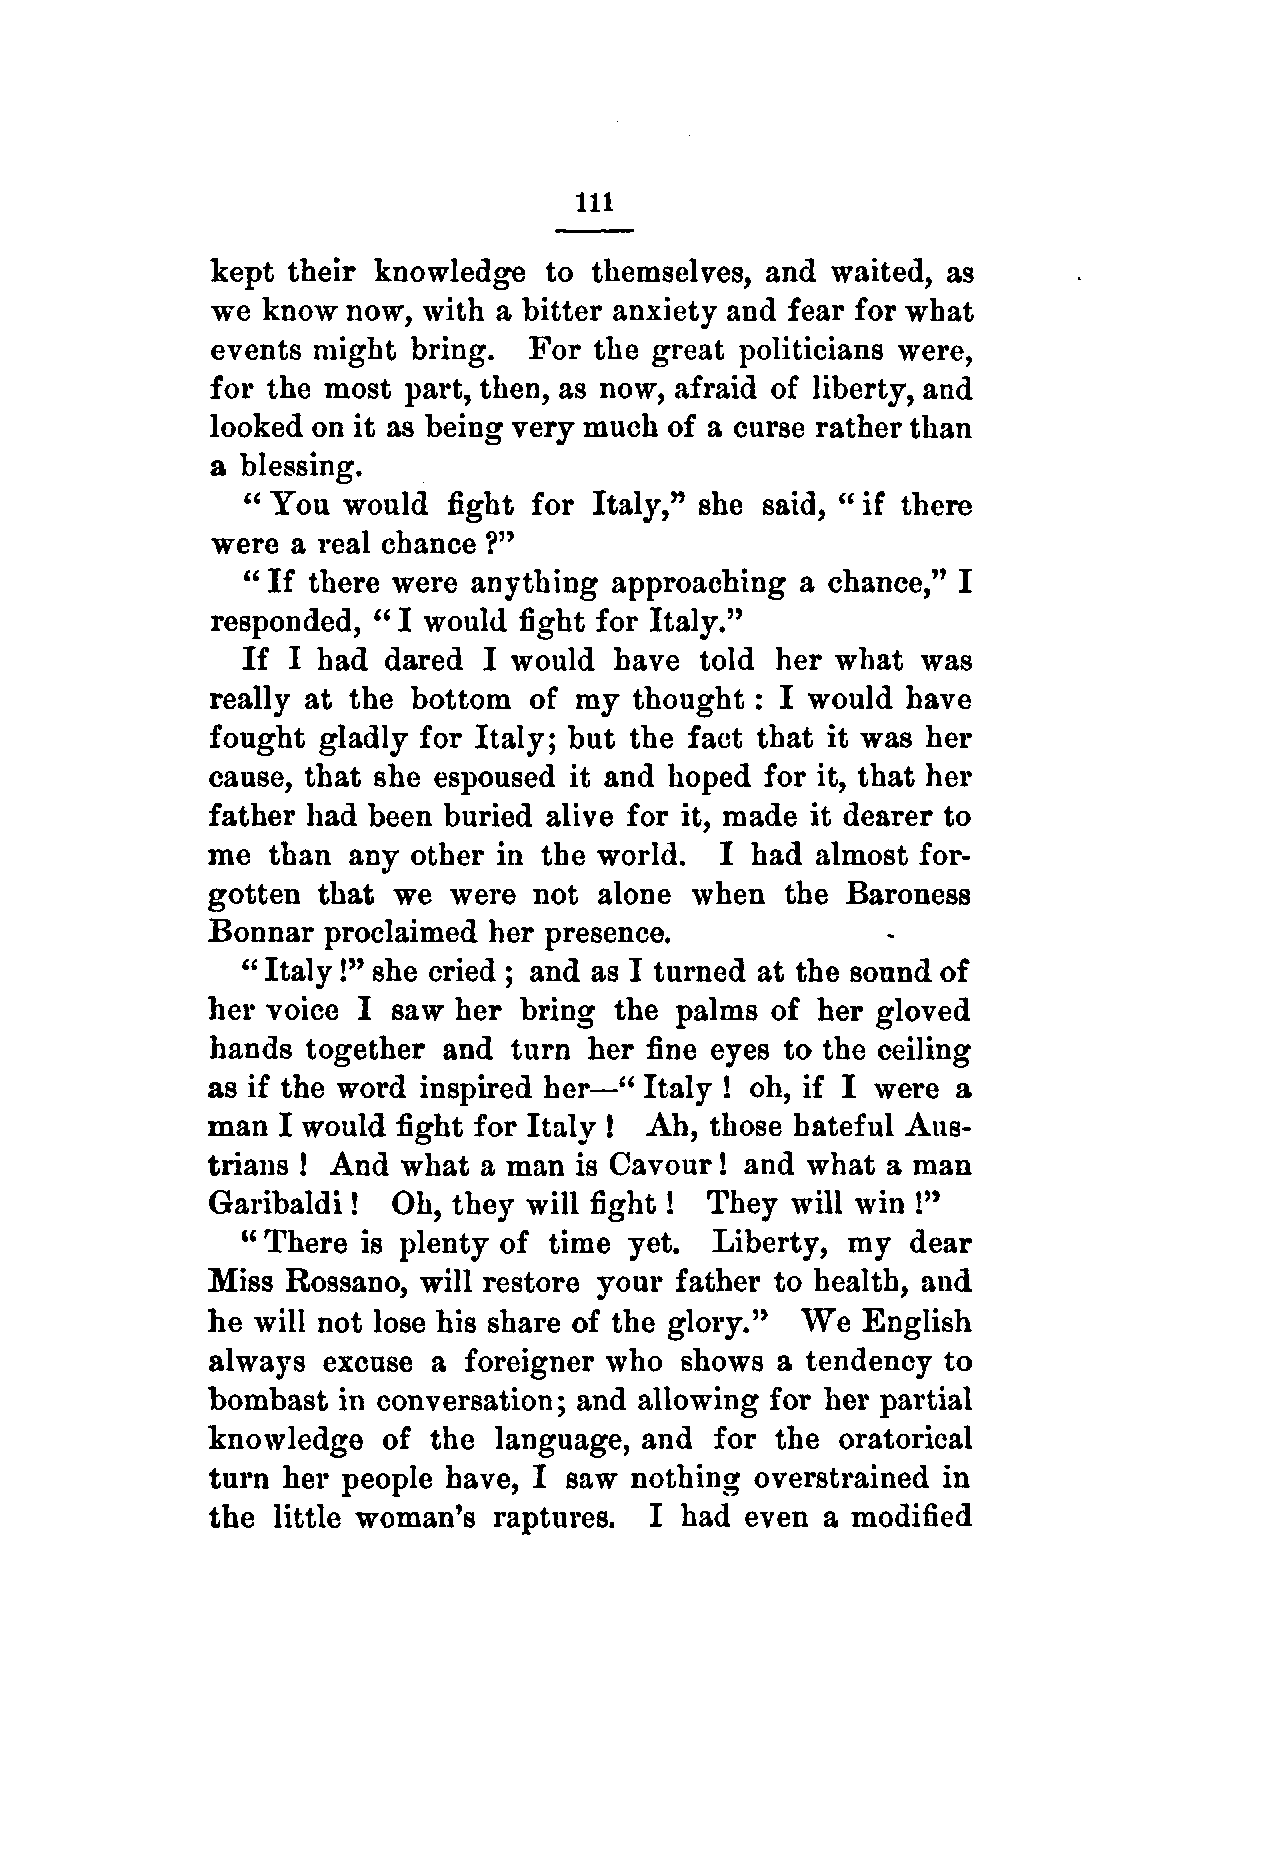 111
kept their knowledge to themselves, and waited, as
we know now, with a bitter anxiety and fear for what
events might bring. For the great politicians were,
for the most part, then, as now, afraid of liberty, and
looked on it as being very much of a curse rather than
a blessing.
“ You would fight for Italy,” she said, “ if there
were a real chance ?”
“ If there were anything approaching a chance,” I
responded, “ I would fight for Italy.”
If I had dared I would have told her what was
really at the bottom of my thought : I would have
fought gladly for Italy; but the fact that it was her
cause, that she espoused it and hoped for it, that her
father had been buried alive for it, made it dearer to
me than any other in the world. I had almost for-
gotten that we were not alone when the Baroness
Bonnar proclaimed her presence.
“ Italy !” she cried ; and as I turned at the sound of
her voice I saw her bring the palms of her gloved
hands together and turn her fine eyes to the ceiling
as if the word inspired her—“ Italy ! oh, if I were a
man I would fight for Italy ! Ah, those hateful Aus-
trians ! And what a man is Cavour ! and what a man
Garibaldi ! Oh, they will fight ! They will win !”
“ There is plenty of time yet. Liberty, my dear
Miss Rossano, will restore your father to health, and
he will not lose his share of the glory.” We English
always excuse a foreigner who shows a tendency to
bombast in conversation; and allowing for her partial
knowledge of the language, and for the oratorical
turn her people have, I saw nothing overstrained in
the little woman’s raptures. I had even a modified